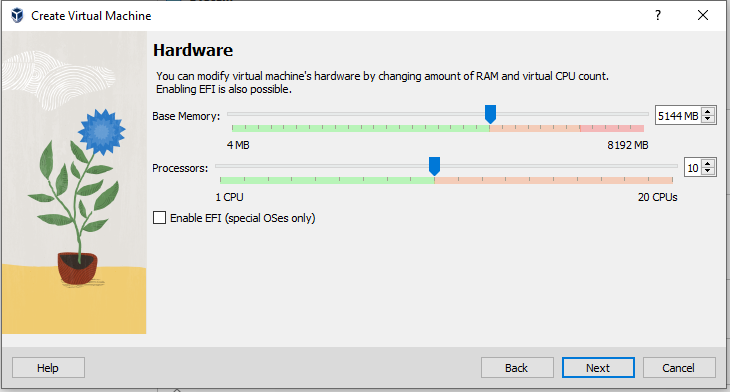 Create Virtual Machine
Hardware
You can modify virtual machine's hardware by changing amount of RAM and virtual CPU count.
Enabling EFI is also possible.
Base Memory: 5144 MB
4 MB 8192 MB
Processors: 10
1 CPU 20 CPUs
Enable EFI (special OSes only)
Help Back Next Cancel